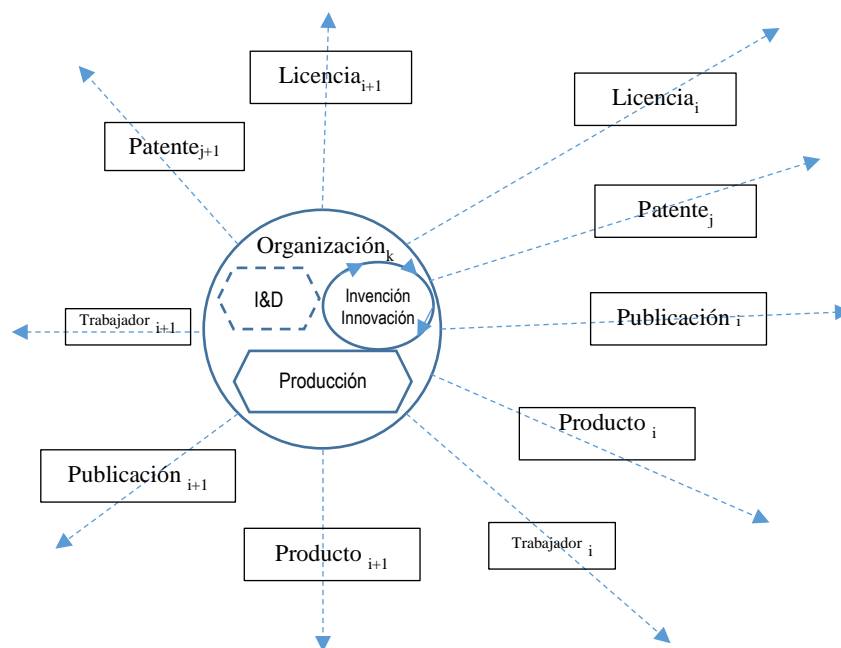 Licencia i+1
Licencia i
Patente j+1
Patente j
Organización k
I&D
Invención
Innovación
Trabajador i+1
Publicación i
Producción
Producto i
Publicación i+1
Trabajador i
Producto i+1